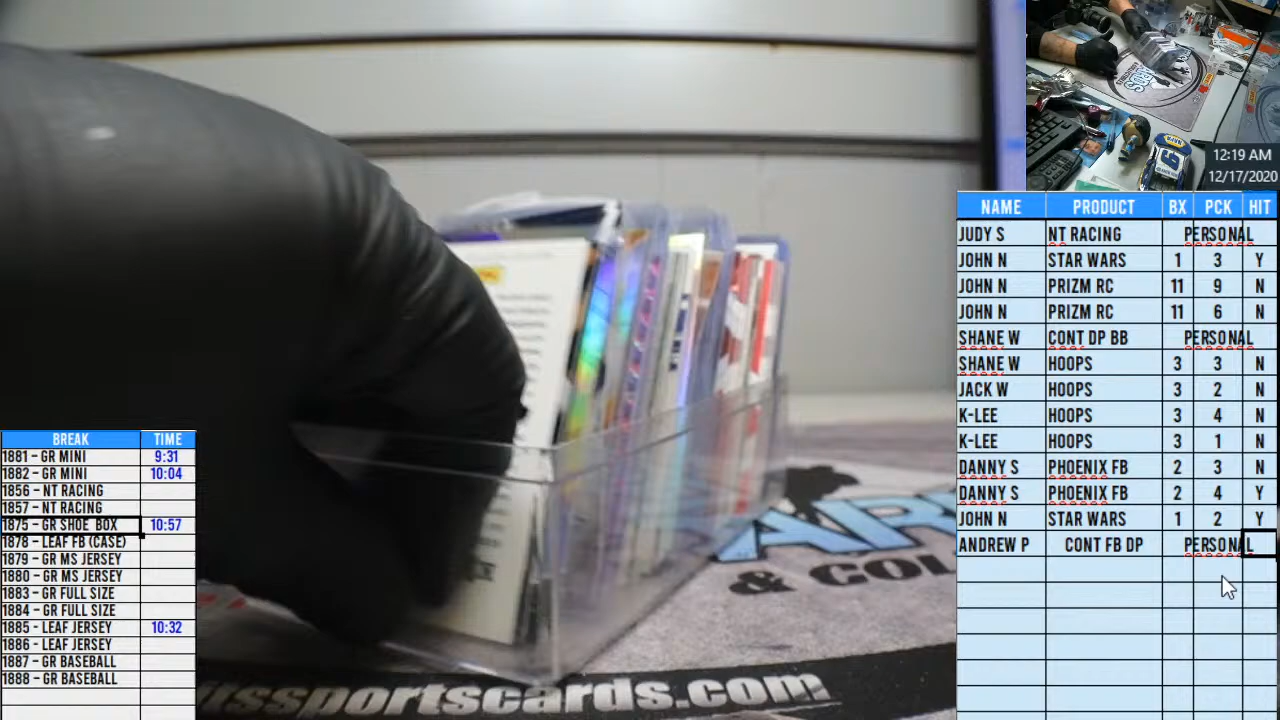 12:19 AM
12/17/2020
NAME PRODUCT BX PCK HIT
JUDY S NT RACING PERSONAL
JOHN N STAR WARS 1 3 Y
JOHN N PRIZM RC 11 9 N
JOHN N PRIZM RC 11 6 N
SHANE W CONT DP BB PERSONAL
SHANE W HOOPS 3 3 N
JACK W HOOPS 3 2 N
K-LEE HOOPS 3 4 N
K-LEE HOOPS 3 1 N
DANNY S PHOENIX FB 2 3 N
DANNY S PHOENIX FB 2 4 Y
JOHN N STAR WARS 1 2 Y
ANDREW P CONT FB DP PERSONAL
BREAK TIME
1881 - GR MINI 9:31
1882 - GR MINI 10:04
1856 - NT RACING
1857 - NT RACING
1875 - GR SHOE BOX 10:57
1878 - LEAF FB (CASE)
1879 - GR MS JERSEY
1880 - GR MS JERSEY
1883 - GR FULL SIZE
1884 - GR FULL SIZE
1885 - LEAF JERSEY 10:32
1886 - LEAF JERSEY
1887 - GR BASEBALL
1888 - GR BASEBALL
& COL
itssportscards.com